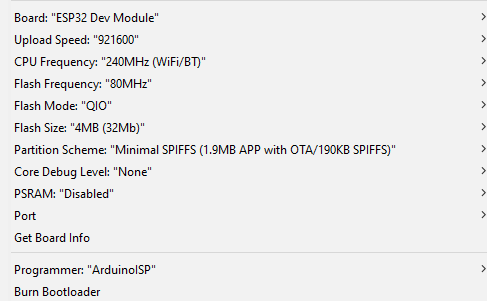 Board: "ESP32 Dev Module"
Upload Speed: "921600"
CPU Frequency: "240MHz (WiFi/BT)"
Flash Frequency: "80MHz"
Flash Mode: "QIO"
Flash Size: "4MB (32Mb)"
Partition Scheme: "Minimal SPIFFS (1.9MB APP with OTA/190KB SPIFFS)"
Core Debug Level: "None"
PSRAM: "Disabled"
Port
Get Board Info
Programmer: "ArduinoISP"
Burn Bootloader